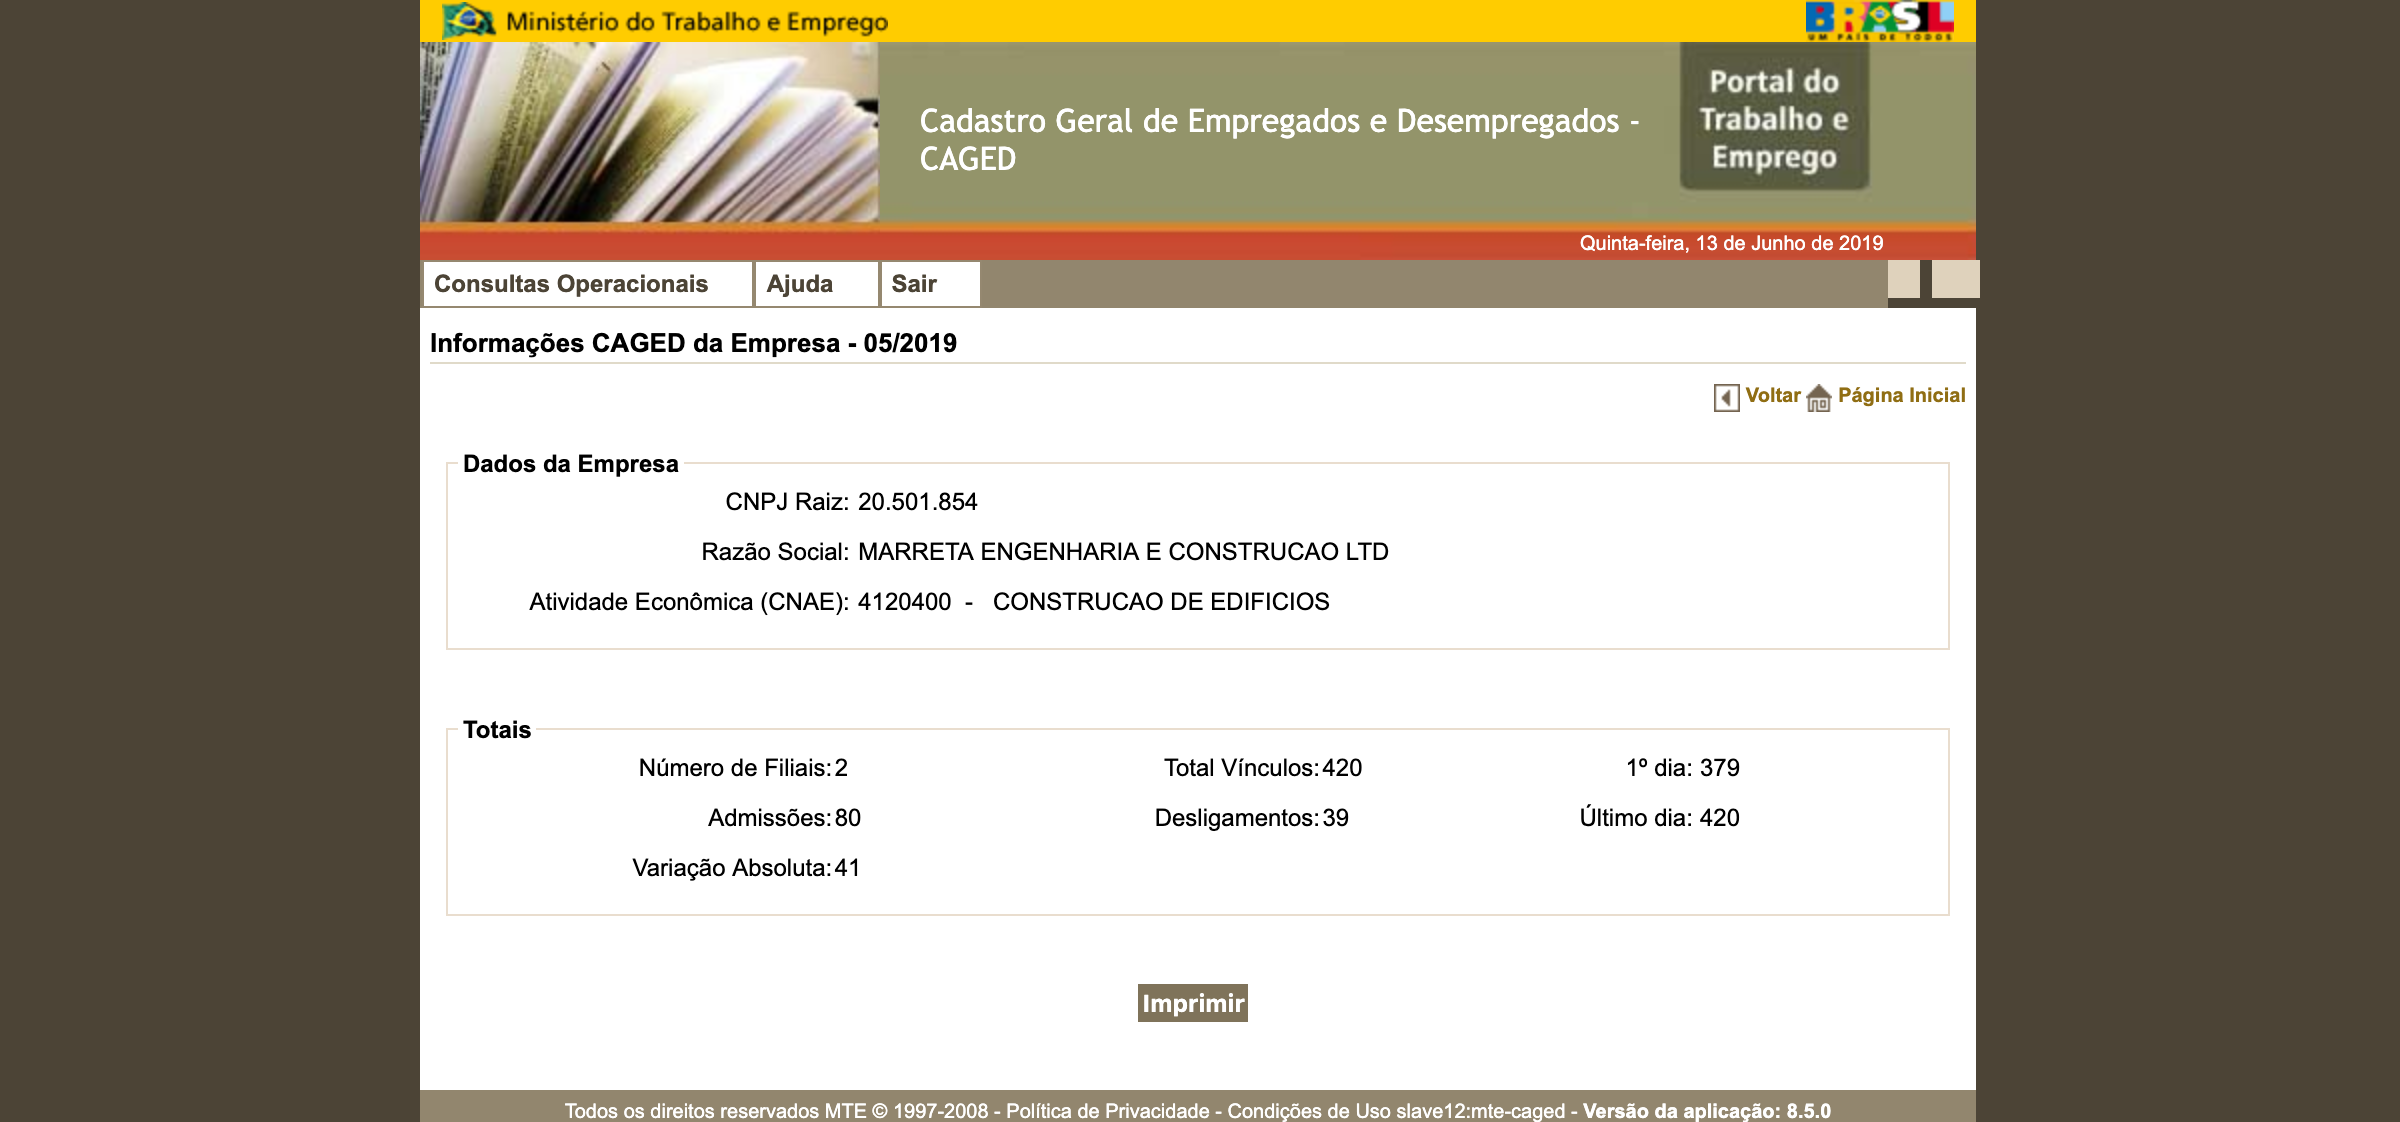 Ministério do Trabalho e Emprego
BRASIL
UM PAÍS DE TODOS
Cadastro Geral de Empregados e Desempregados -
CAGED
Portal do
Trabalho e
Emprego
Quinta-feira, 13 de Junho de 2019
Consultas Operacionais Ajuda Sair
Informações CAGED da Empresa - 05/2019
Voltar Página Inicial
Dados da Empresa
CNPJ Raiz: 20.501.854
Razão Social: MARRETA ENGENHARIA E CONSTRUCAO LTD
Atividade Econômica (CNAE): 4120400 - CONSTRUCAO DE EDIFICIOS
Totais
Número de Filiais: 2 Total Vínculos: 420 1º dia: 379
Admissões: 80 Desligamentos: 39 Último dia: 420
Variação Absoluta: 41
Imprimir
Todos os direitos reservados MTE © 1997-2008 - Política de Privacidade - Condições de Uso slave12:mte-caged - Versão da aplicação: 8.5.0